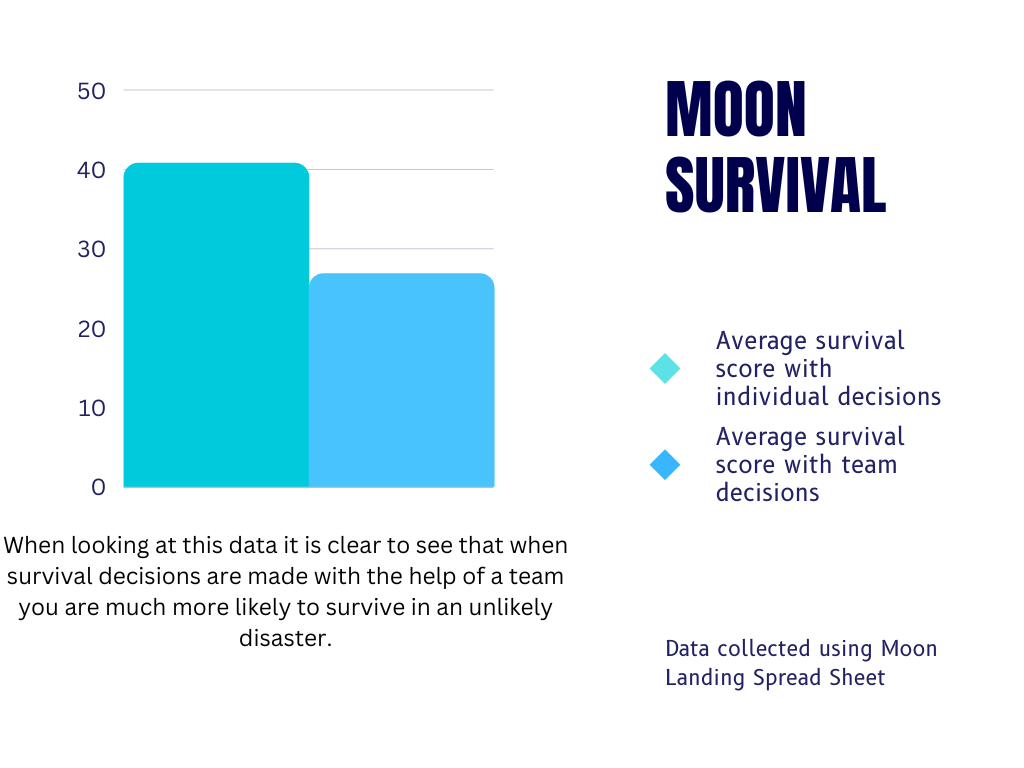 MOON
SURVIVAL
50
40
30
20
10
0
Average survival
score with
individual decisions
Average survival
score with team
decisions
When looking at this data it is clear to see that when
survival decisions are made with the help of a team
you are much more likely to survive in an unlikely
disaster.
Data collected using Moon
Landing Spread Sheet